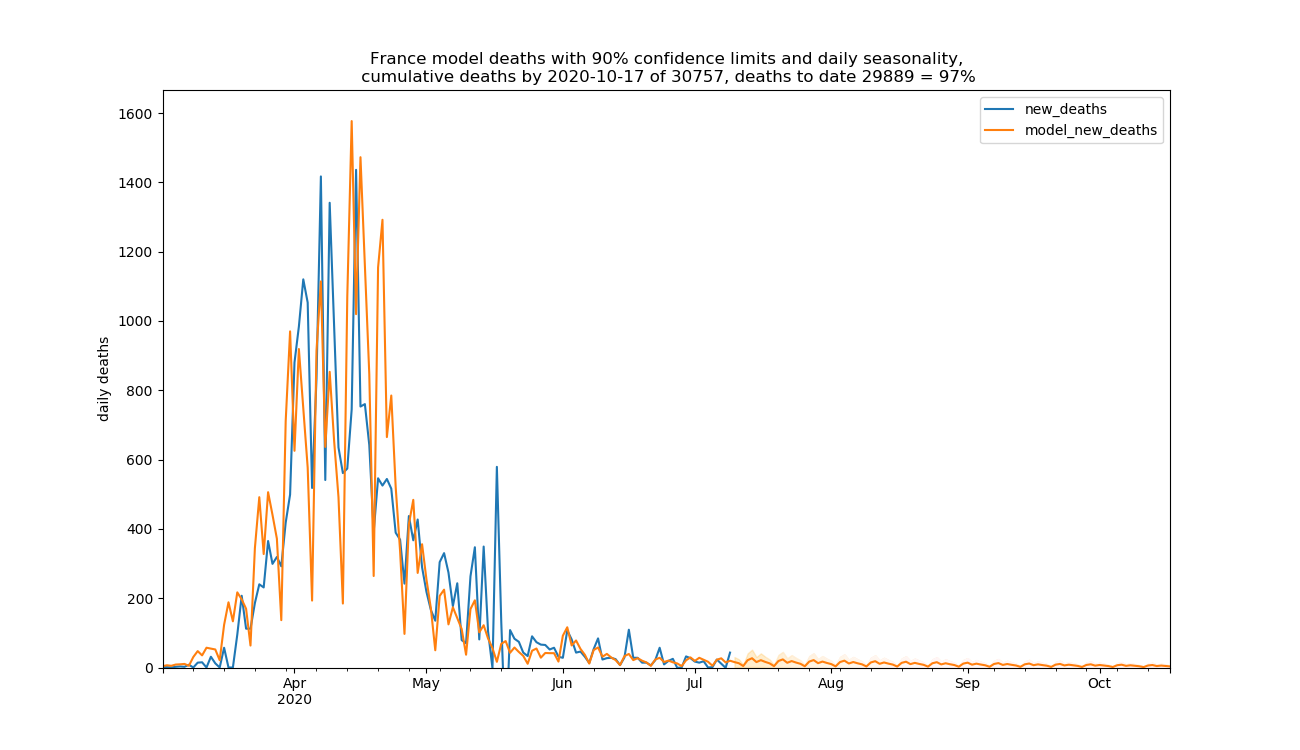 France model deaths with 90% confidence limits and daily seasonality,
cumulative deaths by 2020-10-17 of 30757, deaths to date 29889 = 97%
new_deaths
model_new_deaths
daily deaths
1600
1400
1200
1000
800
600
400
200
0
Apr May Jun Jul Aug Sep Oct
2020